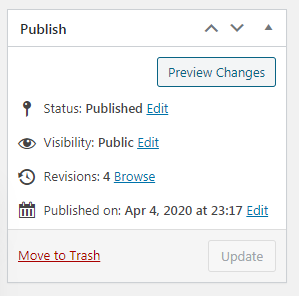 Publish
Preview Changes
Status: Published Edit
Visibility: Public Edit
Revisions: 4 Browse
Published on: Apr 4, 2020 at 23:17 Edit
Move to Trash Update